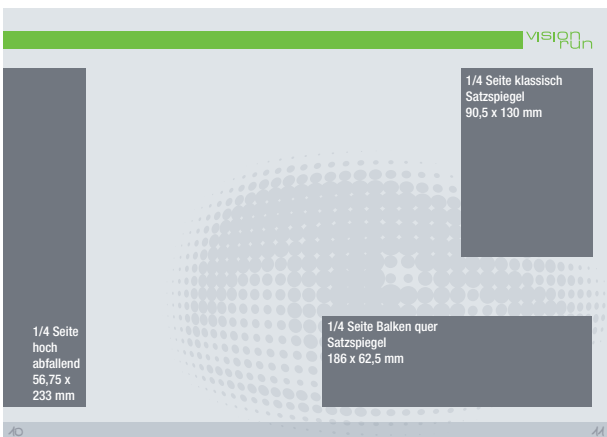 vision
run
1/4 Seite klassisch
Satzspiegel
90,5 x 130 mm
1/4 Seite
hoch
abfallend
56,75 x
233 mm
1/4 Seite Balken quer
Satzspiegel
186 x 62,5 mm
10
11